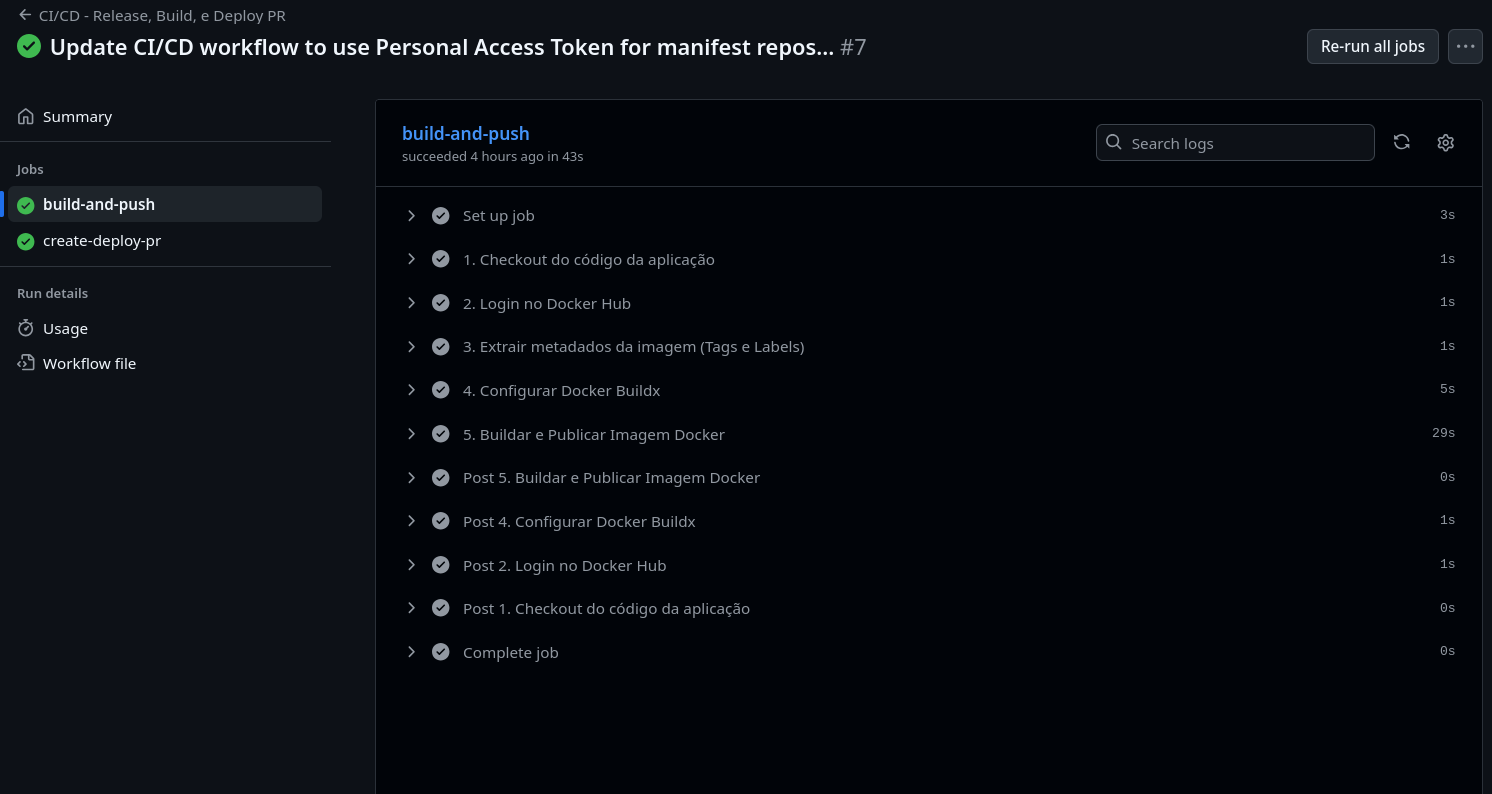 CI/CD - Release, Build, e Deploy PR
Update CI/CD workflow to use Personal Access Token for manifest repos... #7
Re-run all jobs
Summary
Jobs
build-and-push
create-deploy-pr
Run details
Usage
Workflow file
build-and-push
succeeded 4 hours ago in 43s
Search logs
Set up job 3s
1. Checkout do código da aplicação 1s
2. Login no Docker Hub 1s
3. Extrair metadados da imagem (Tags e Labels) 1s
4. Configurar Docker Buildx 5s
5. Buildar e Publicar Imagem Docker 29s
Post 5. Buildar e Publicar Imagem Docker 0s
Post 4. Configurar Docker Buildx 1s
Post 2. Login no Docker Hub 1s
Post 1. Checkout do código da aplicação 0s
Complete job 0s